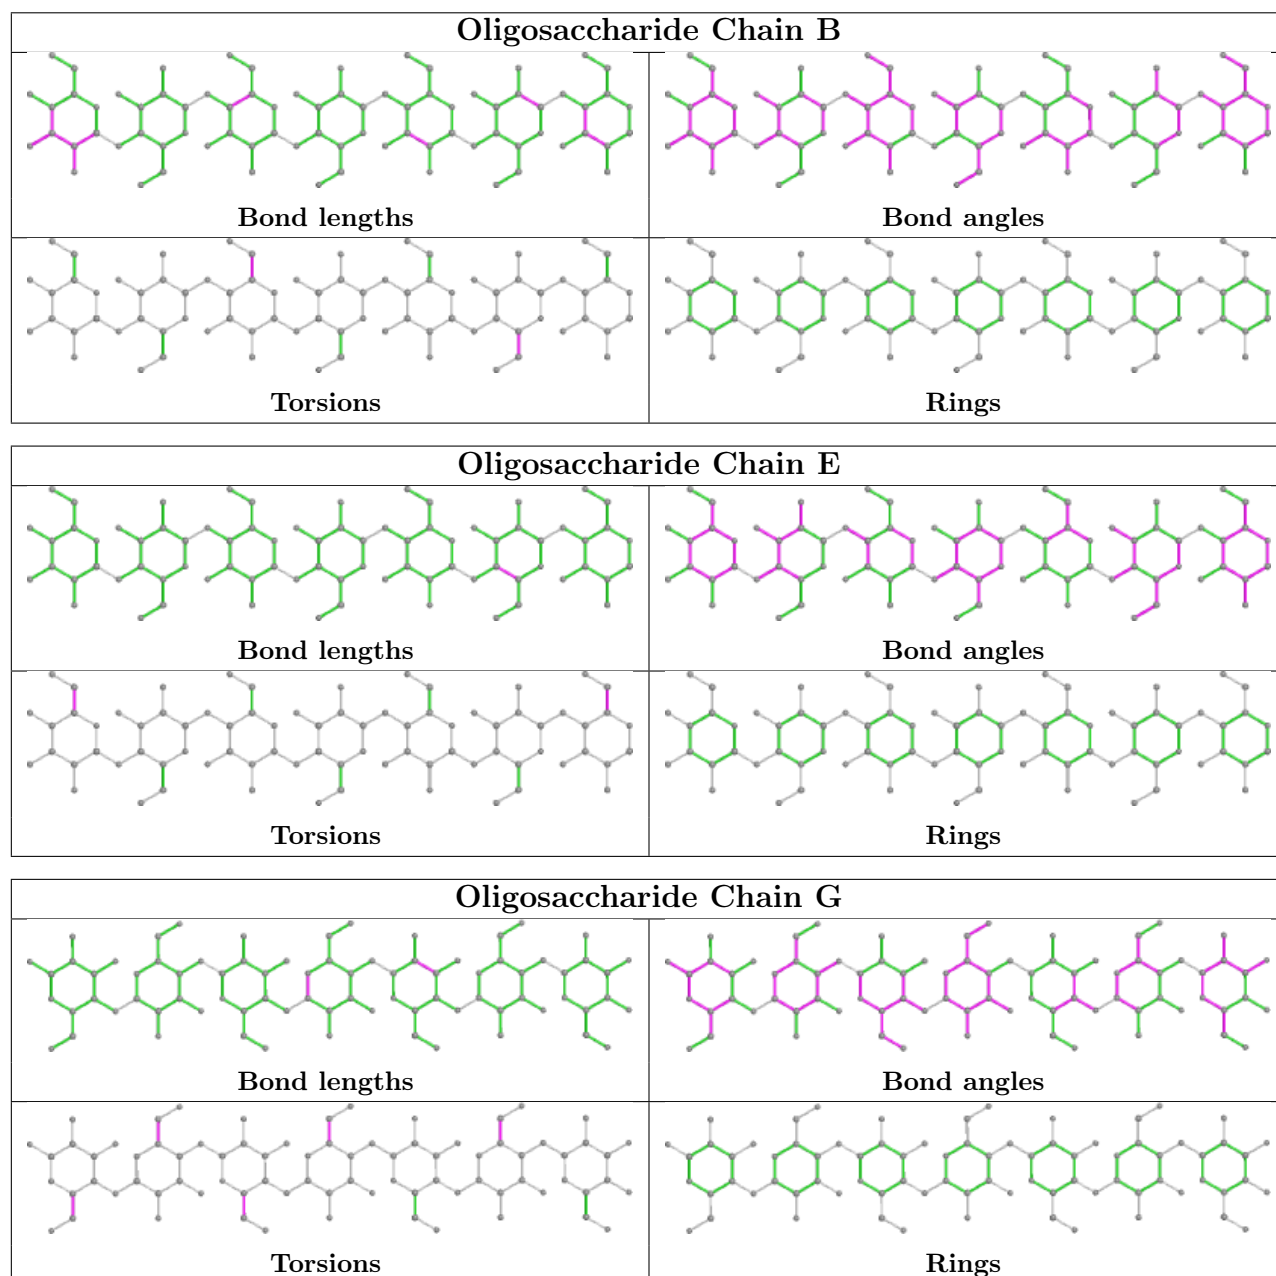 Oligosaccharide Chain B
Bond lengths
Bond angles
Torsions
Rings
Oligosaccharide Chain E
Bond lengths
Bond angles
Torsions
Rings
Oligosaccharide Chain G
Bond lengths
Bond angles
Torsions
Rings